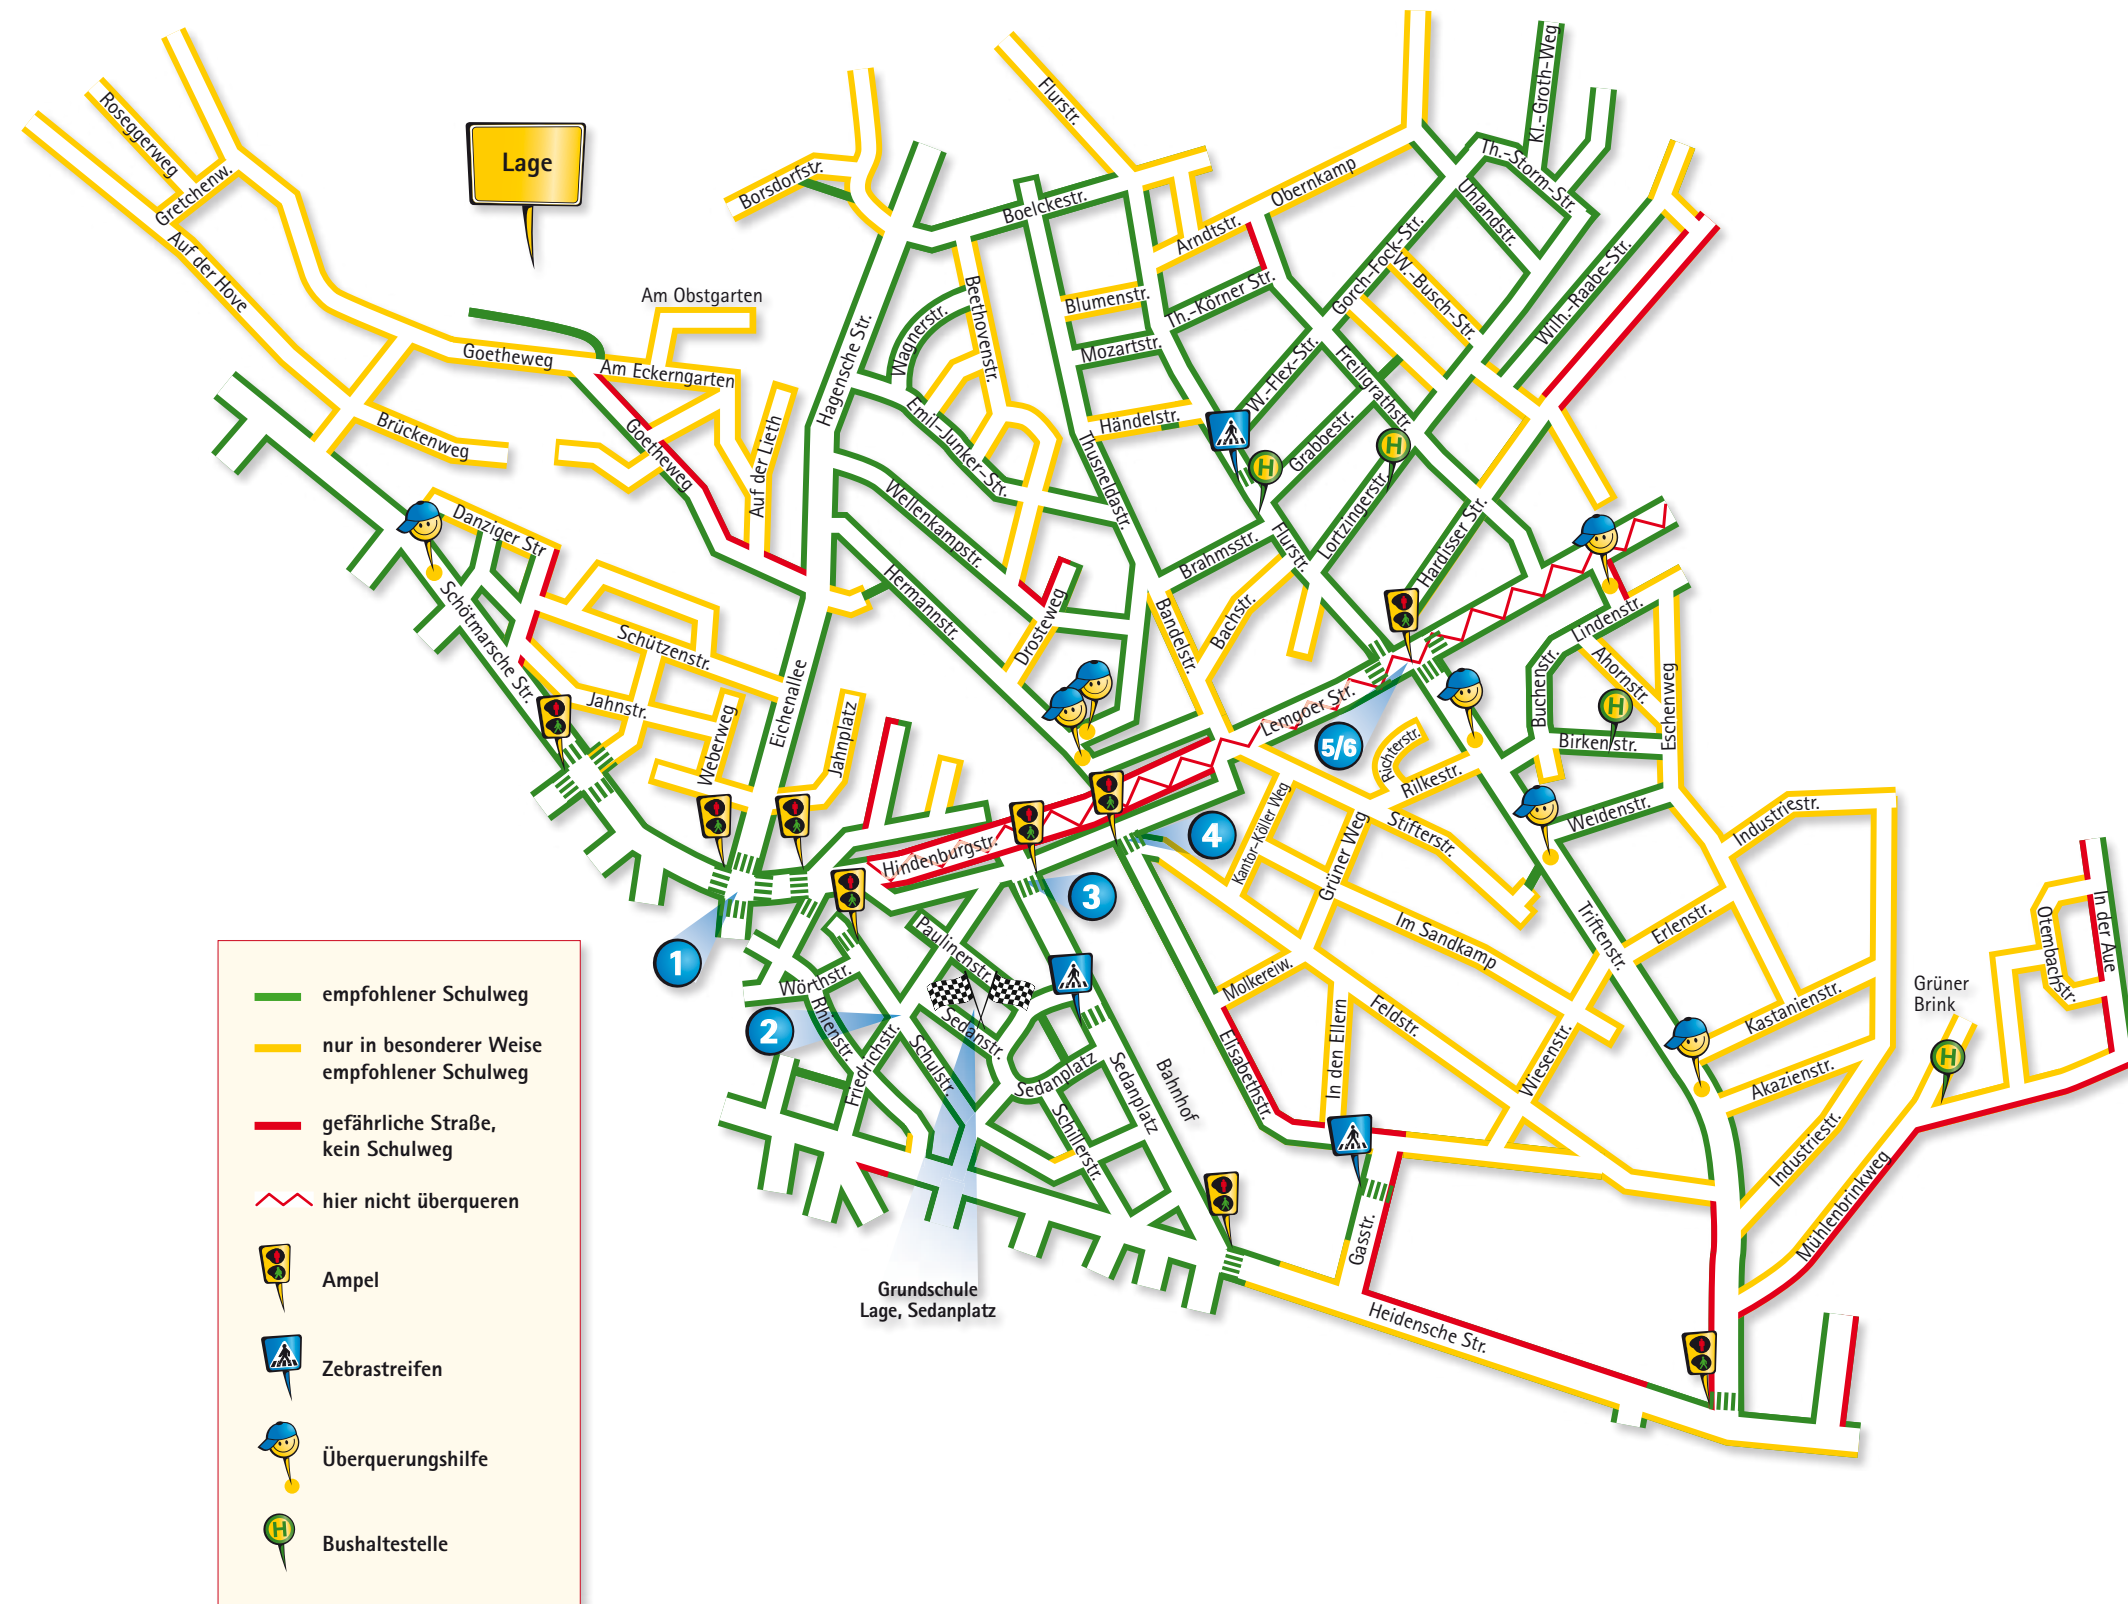 Roseggerweg
Gretchenw.
Auf der Hove
Lage
Borsdorfstr.
Flurstr.
Boelckestr.
Obernkamp
Arndtstr.
Kl.-Groth-Weg
Th.-Storm-Str.
Uhlandstr.
Gorch-Fock-Str.
W.-Busch-Str.
Wilh.-Raabe-Str.
Am Obstgarten
Goetheweg
Am Eckerngarten
Brückenweg
Goetheweg
Auf der Lieth
Hagensche Str.
Wagnerstr.
Beethovenstr.
Blumenstr.
Th.-Körner Str.
Mozartstr.
Händelstr.
W.-Flex-Str.
Freiligrathstr.
Grabbestr.
H
H
Emil-Junker-Str.
Thusneldastr.
Wellenkampstr.
Hermannstr.
Brahmsstr.
Flurstr.
Lortzingerstr.
Hardisser Str.
Danziger Str
Schötmarsche Str.
Schützenstr.
Jahnstr.
Weberweg
Eichenallee
Jahnplatz
Drosteweg
Bandelstr.
Bachstr.
Lemgoer Str.
5/6
Richterstr.
Rilkestr.
Lindenstr.
Ahornstr.
Buchenstr.
Eschenweg
H
Birkenstr.
Weidenstr.
Industriestr.
Hindenburgstr.
4
3
1
2
Kantor-Köller Weg
Grüner Weg
Stifterstr.
Im Sandkamp
Triftenstr.
Erlenstr.
Kastanienstr.
Akazienstr.
Industriestr.
Mühlenbrinkweg
Grüner
Brink
H
Otembachstr.
In der Aue
Paulinenstr.
Wörthstr.
Rhienstr.
Friedrichstr.
Schulstr.
Sedanstr.
Sedanplatz
Schillerstr.
Sedanplatz
Bahnhof
Elisabethstr.
Molkereiw.
In den Ellern
Feldstr.
Wiesenstr.
Gasstr.
Heidensche Str.
Grundschule
Lage, Sedanplatz
empfohlener Schulweg
nur in besonderer Weise
empfohlener Schulweg
gefährliche Straße,
kein Schulweg
hier nicht überqueren
Ampel
Zebrastreifen
Überquerungshilfe
H
Bushaltestelle